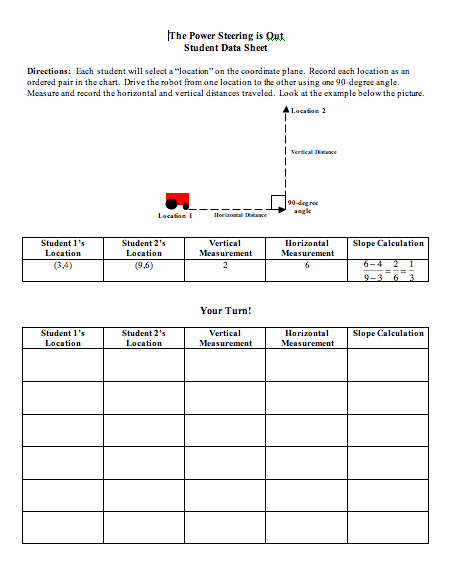 The Power Steering is Out
Student Data Sheet
Directions: Each student will select a “location” on the coordinate plane. Record each location as an
ordered pair in the chart. Drive the robot from one location to the other using one 90-degree angle.
Measure and record the horizontal and vertical distances traveled. Look at the example below the picture.
Location 2
Vertical Distance
90-degree
angle
Location 1
Horizontal Distance
Student 1’s Location
Student 2’s Location
Vertical Measurement
Horizontal Measurement
Slope Calculation
(3,4)
(9,6)
2
6
6−4/9−3 = 2/6 = 1/3
Your Turn!
Student 1’s Location
Student 2’s Location
Vertical Measurement
Horizontal Measurement
Slope Calculation